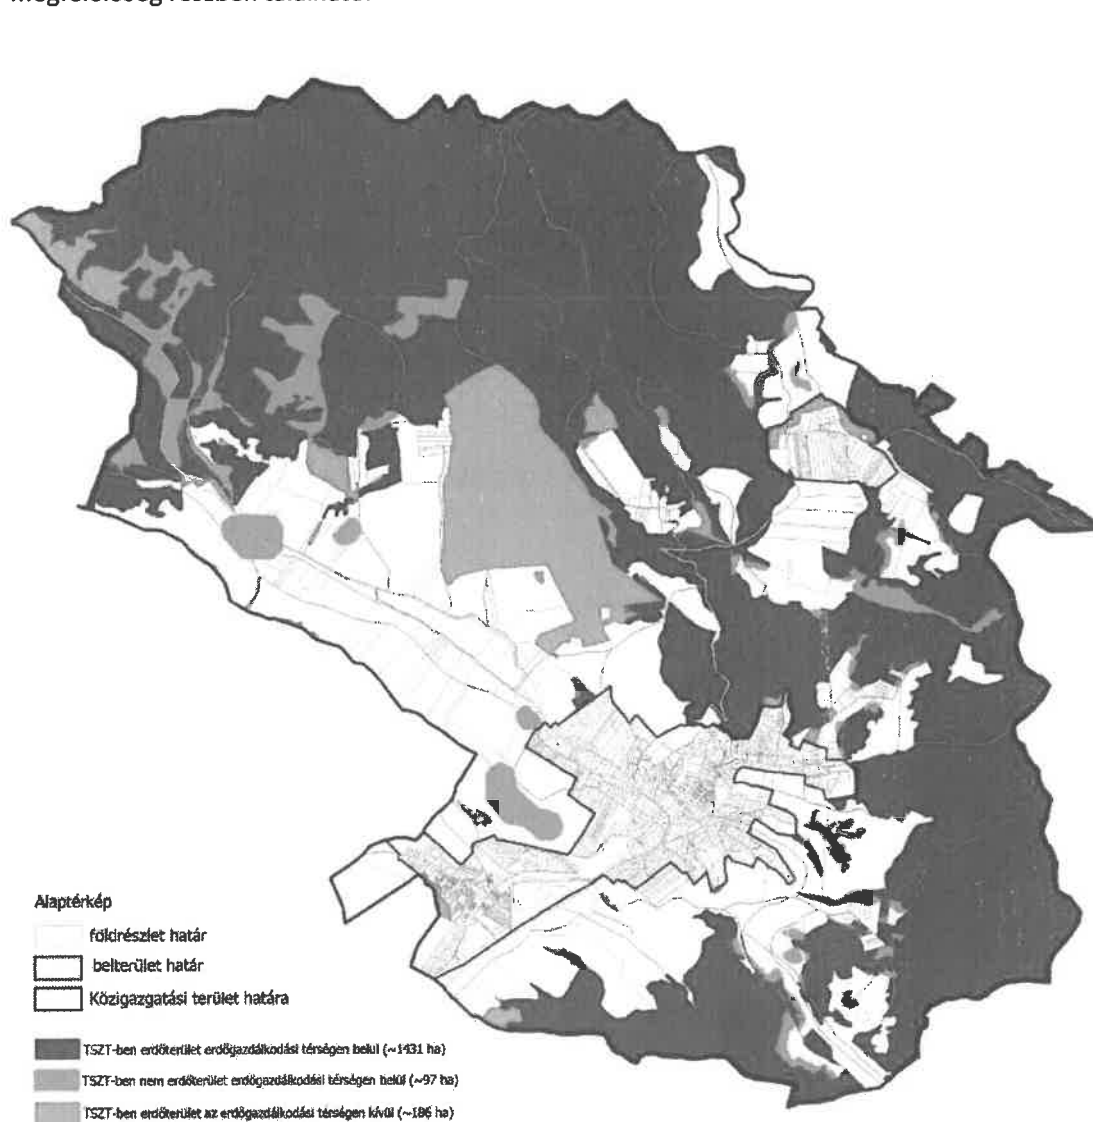 Alaptérkép
földrészlet határ
belterület határ
Közigazgatási terület határa
TSZT-ben erdőterület erdőgazdálkodási térségen belül (~1431 ha)
TSZT-ben nem erdőterület erdőgazdálkodási térségen belül (~97 ha)
TSZT-ben erdőterület az erdőgazdálkodási térségen kívül (~186 ha)